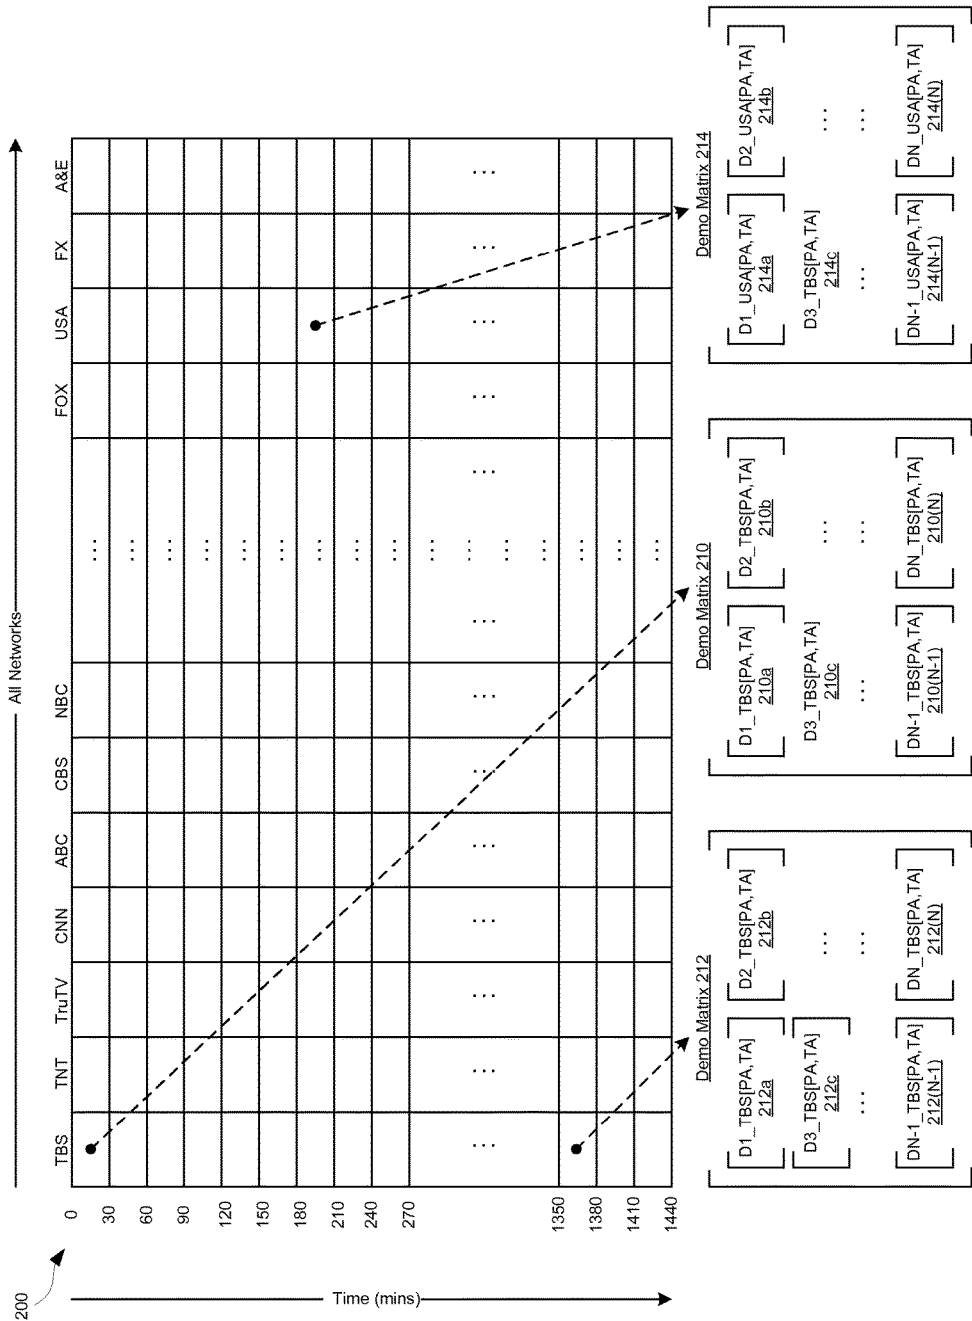 200
All Networks
TBS TNT TruTV CNN ABC CBS NBC FOX USA FX A&E
Time (mins)
0
30
60
90
120
150
180
210
240
270
1350
1380
1410
1440
Demo Matrix 212
D1_TBS[PA,TA] D2_TBS[PA,TA]
212a 212b
D3_TBS[PA,TA]
212c
DN-1_TBS[PA,TA] DN_TBS[PA,TA]
212(N-1) 212(N)
Demo Matrix 210
D1_TBS[PA,TA] D2_TBS[PA,TA]
210a 210b
D3_TBS[PA,TA]
210c
DN-1_TBS[PA,TA] DN_TBS[PA,TA]
210(N-1) 210(N)
Demo Matrix 214
D1_USA[PA,TA] D2_USA[PA,TA]
214a 214b
D3_TBS[PA,TA]
214c
DN-1_USA[PA,TA] DN_USA[PA,TA]
214(N-1) 214(N)